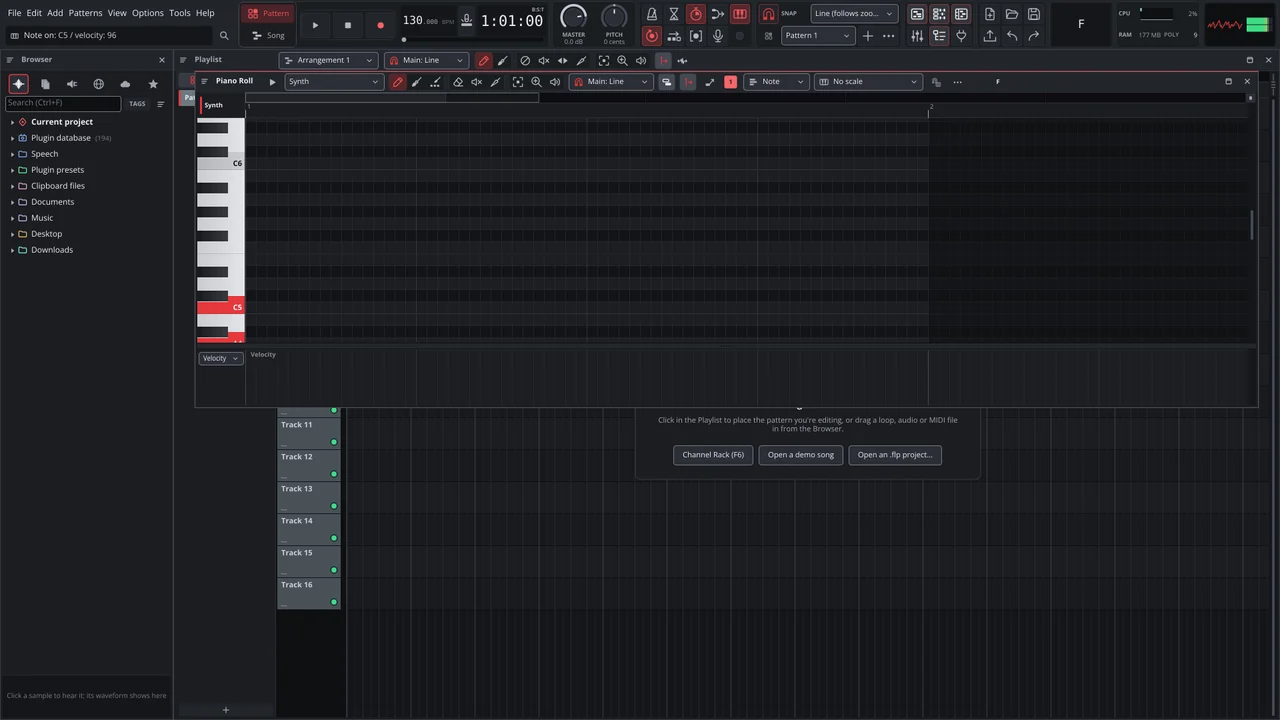 File Edit Add Patterns View Options Tools Help
Note on: C5 / velocity: 96
Pattern
Song
130.000 BPM
1:01:00 B:S:T
MASTER
0.0 dB
PITCH
0 cents
SNAP
Line (follows zoo...
Pattern 1
F
CPU 2%
RAM 177 MB POLY 9
Browser
Playlist
Arrangement 1
Main: Line
Piano Roll
Synth
Main: Line
1
Note
No scale
F
Search (Ctrl+F)
TAGS
Synth
1
2
Current project
Plugin database (194)
Speech
Plugin presets
Clipboard files
Documents
Music
Desktop
Downloads
C6
C5
Velocity
Velocity
Click in the Playlist to place the pattern you're editing, or drag a loop, audio or MIDI file
in from the Browser.
Channel Rack (F6)
Open a demo song
Open an .flp project...
Track 11
Track 12
Track 13
Track 14
Track 15
Track 16
Click a sample to hear it: its waveform shows here